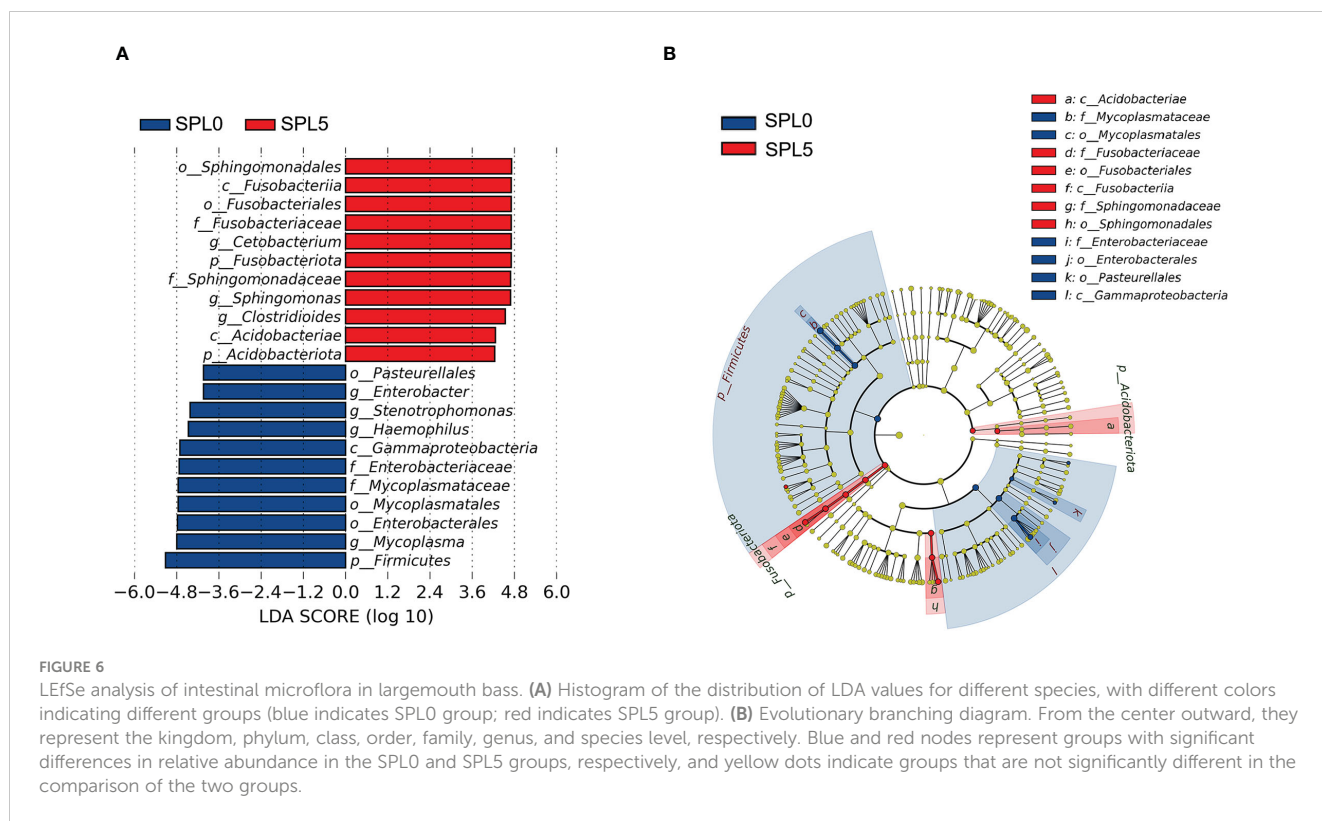 A
SPL0 SPL5
o__Sphingomonadales
c__Fusobacteriia
o__Fusobacteriales
f__Fusobacteriaceae
g__Cetobacterium
p__Fusobacteriota
f__Sphingomonadaceae
g__Sphingomonas
g__Clostridioides
c__Acidobacteriae
p__Acidobacteriota
o__Pasteurellales
g__Enterobacter
g__Stenotrophomonas
g__Haemophilus
c__Gammaproteobacteria
f__Enterobacteriaceae
f__Mycoplasmataceae
o__Mycoplasmatales
o__Enterobacterales
g__Mycoplasma
p__Firmicutes
−6.0 −4.8 −3.6 −2.4 −1.2 0.0 1.2 2.4 3.6 4.8 6.0
LDA SCORE (log 10)
B
SPL0
SPL5
a: c__Acidobacteriae
b: f__Mycoplasmataceae
c: o__Mycoplasmatales
d: f__Fusobacteriaceae
e: o__Fusobacteriales
f: c__Fusobacteriia
g: f__Sphingomonadaceae
h: o__Sphingomonadales
i: f__Enterobacteriaceae
j: o__Enterobacterales
k: o__Pasteurellales
l: c__Gammaproteobacteria
p__Firmicutes
c
b
p__Acidobacteriota
a
k
j
l
d
e
f
p__Fusobacteriota
g
h
FIGURE 6
LEfSe analysis of intestinal microflora in largemouth bass. (A) Histogram of the distribution of LDA values for different species, with different colors
indicating different groups (blue indicates SPL0 group; red indicates SPL5 group). (B) Evolutionary branching diagram. From the center outward, they
represent the kingdom, phylum, class, order, family, genus, and species level, respectively. Blue and red nodes represent groups with significant
differences in relative abundance in the SPL0 and SPL5 groups, respectively, and yellow dots indicate groups that are not significantly different in the
comparison of the two groups.